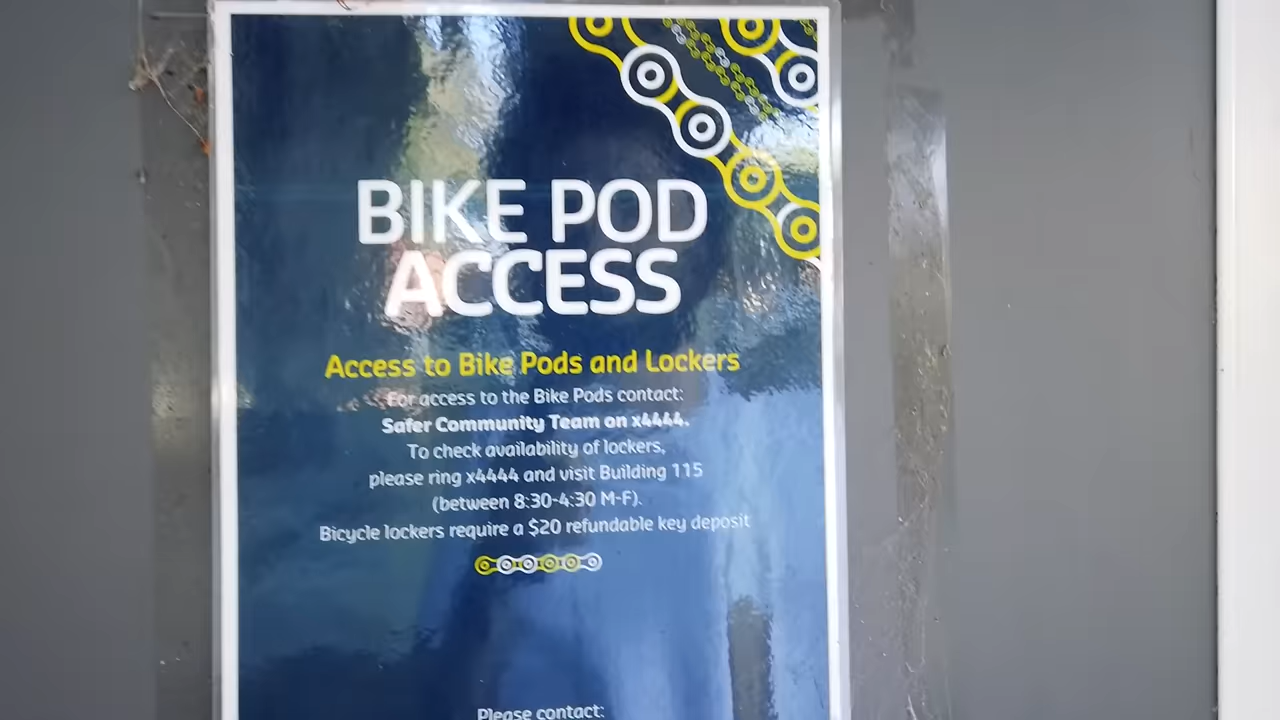 BIKE POD
ACCESS
Access to Bike Pods and Lockers
For access to the Bike Pods contact:
Safer Community Team on x4444.
To check availability of lockers,
please ring x4444 and visit Building 115
(between 8:30-4:30 M-F).
Bicycle lockers require a $20 refundable key deposit
Please contact: